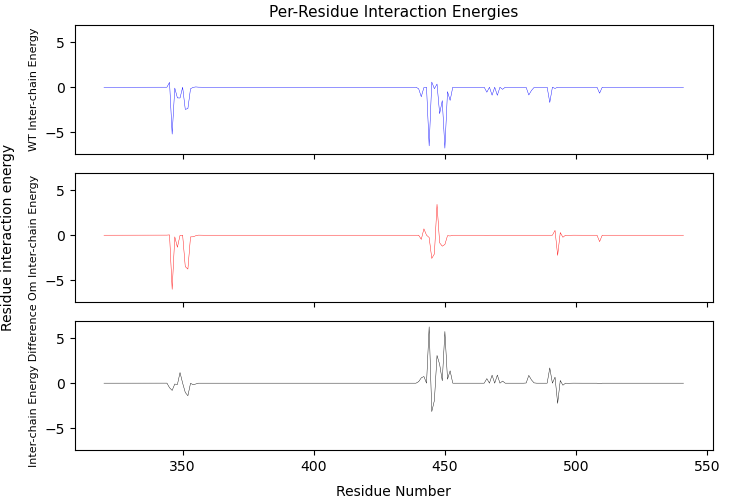 Per-Residue Interaction Energies
Residue interaction energy
WT Inter-chain Energy
5
0
−5
Om Inter-chain Energy
5
0
−5
Inter-chain Energy Difference
5
0
−5
350
400
450
500
550
Residue Number